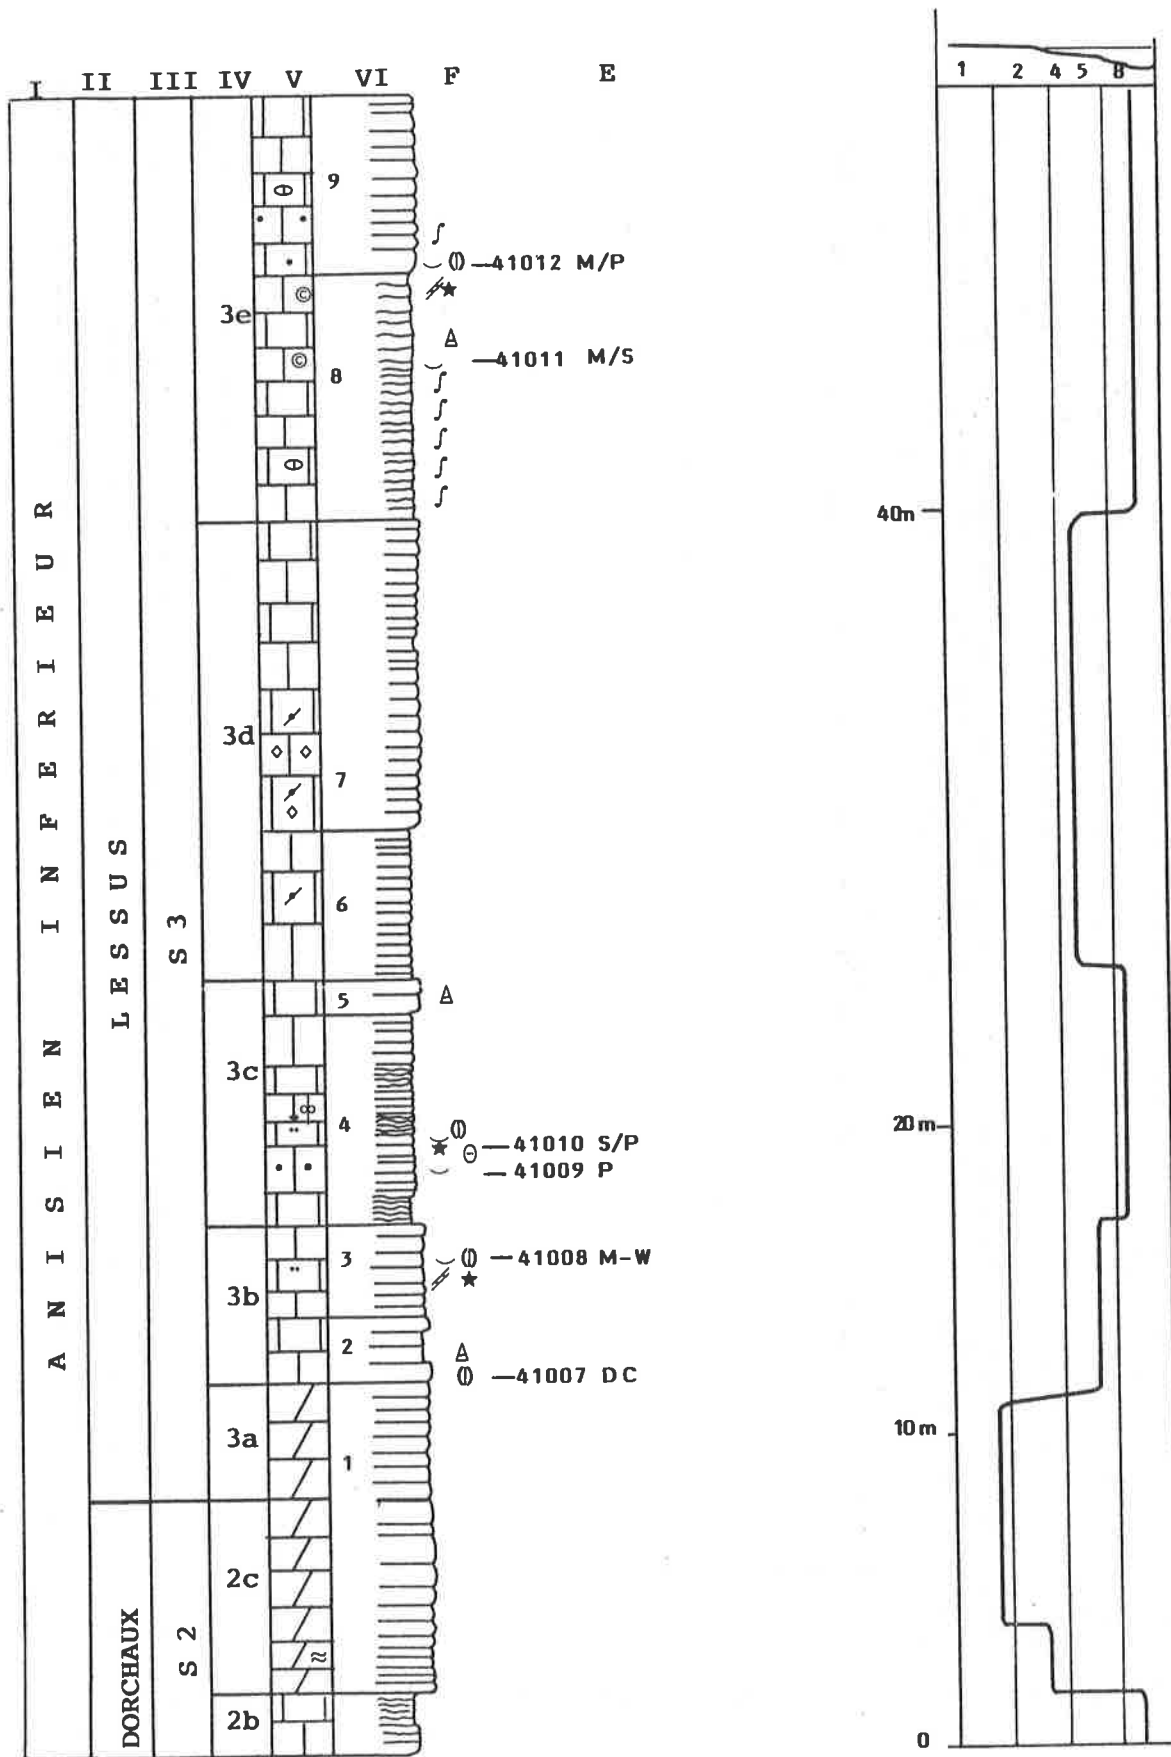 I II III IV V VI F E
1 2 4 5 8
9
41012 M/P
3e
41011 M/S
8
40m
ANISIEN INFERIEUR
3d
7
LESSUS
6
S 3
5
3c
4
20m
41010 S/P
41009 P
3
41008 M-W
3b
2
41007 DC
10m
3a
1
2c
DORCHAUX
S 2
2b
0